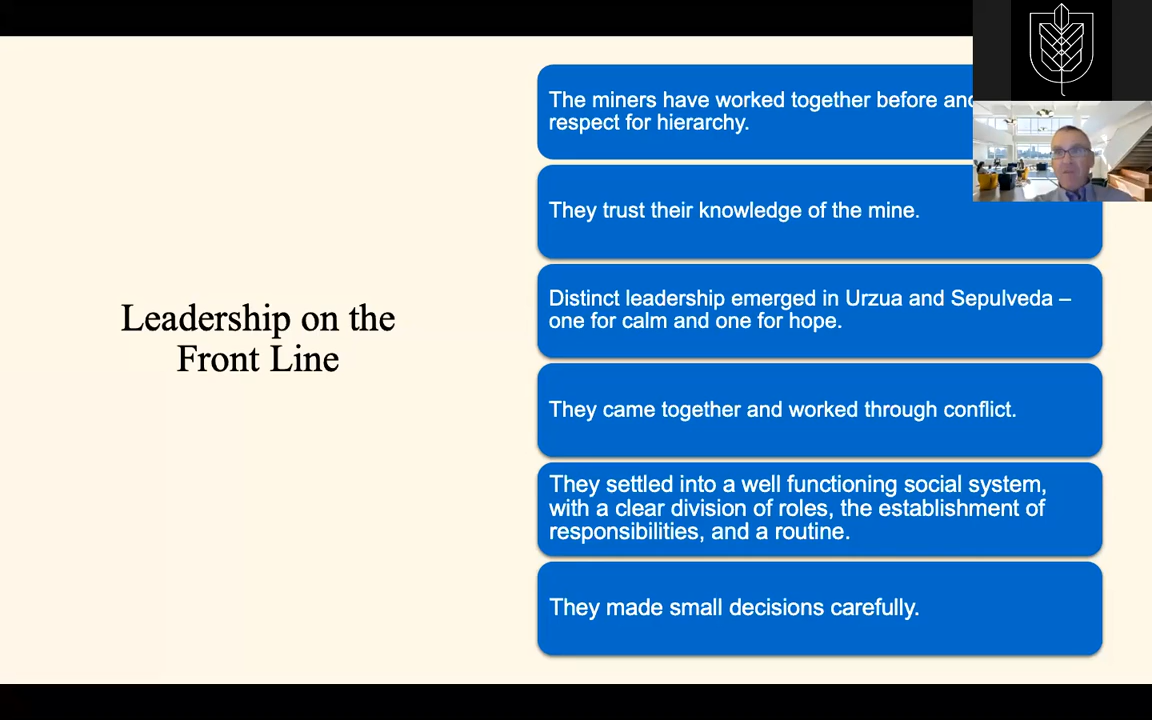 The miners have worked together before and
respect for hierarchy.
They trust their knowledge of the mine.
Distinct leadership emerged in Urzua and Sepulveda –
one for calm and one for hope.
Leadership on the
Front Line
They came together and worked through conflict.
They settled into a well functioning social system,
with a clear division of roles, the establishment of
responsibilities, and a routine.
They made small decisions carefully.